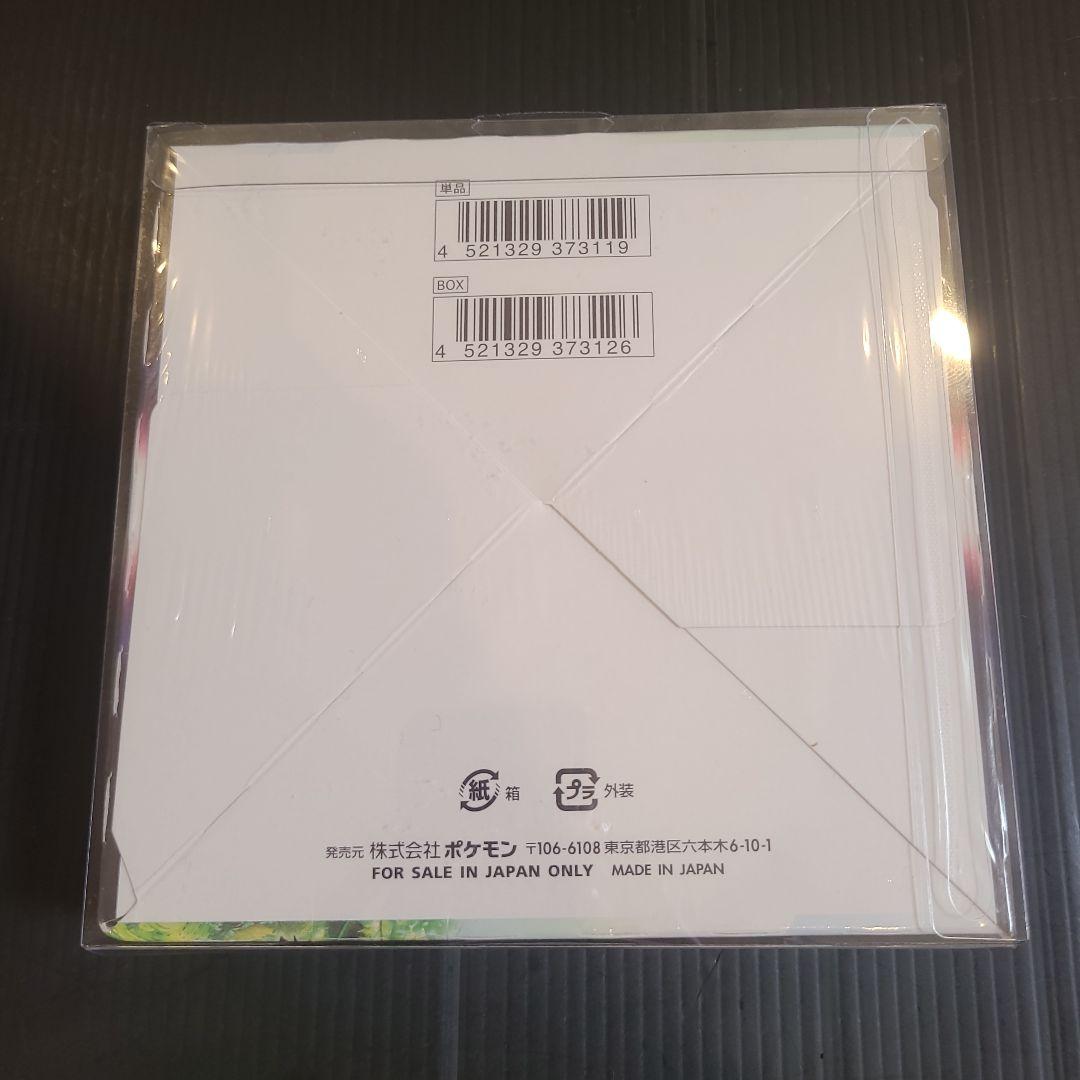 単品
4 521329 373119
BOX
4 521329 373126
紙 箱 プラ 外装
発売元 株式会社ポケモン 〒106-6108 東京都港区六本木6-10-1
FOR SALE IN JAPAN ONLY MADE IN JAPAN